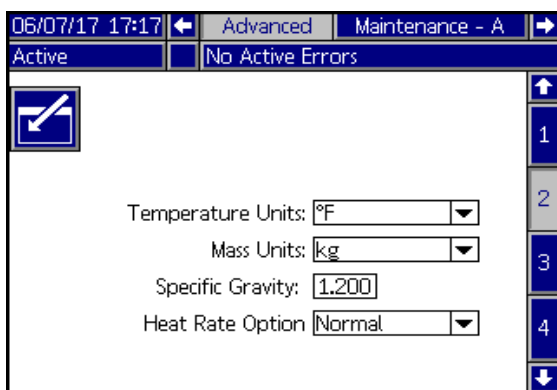 06/07/17 17:17 Advanced Maintenance - A
Active No Active Errors
1
2
Temperature Units: °F
Mass Units: kg
3
Specific Gravity: 1.200
Heat Rate Option Normal
4